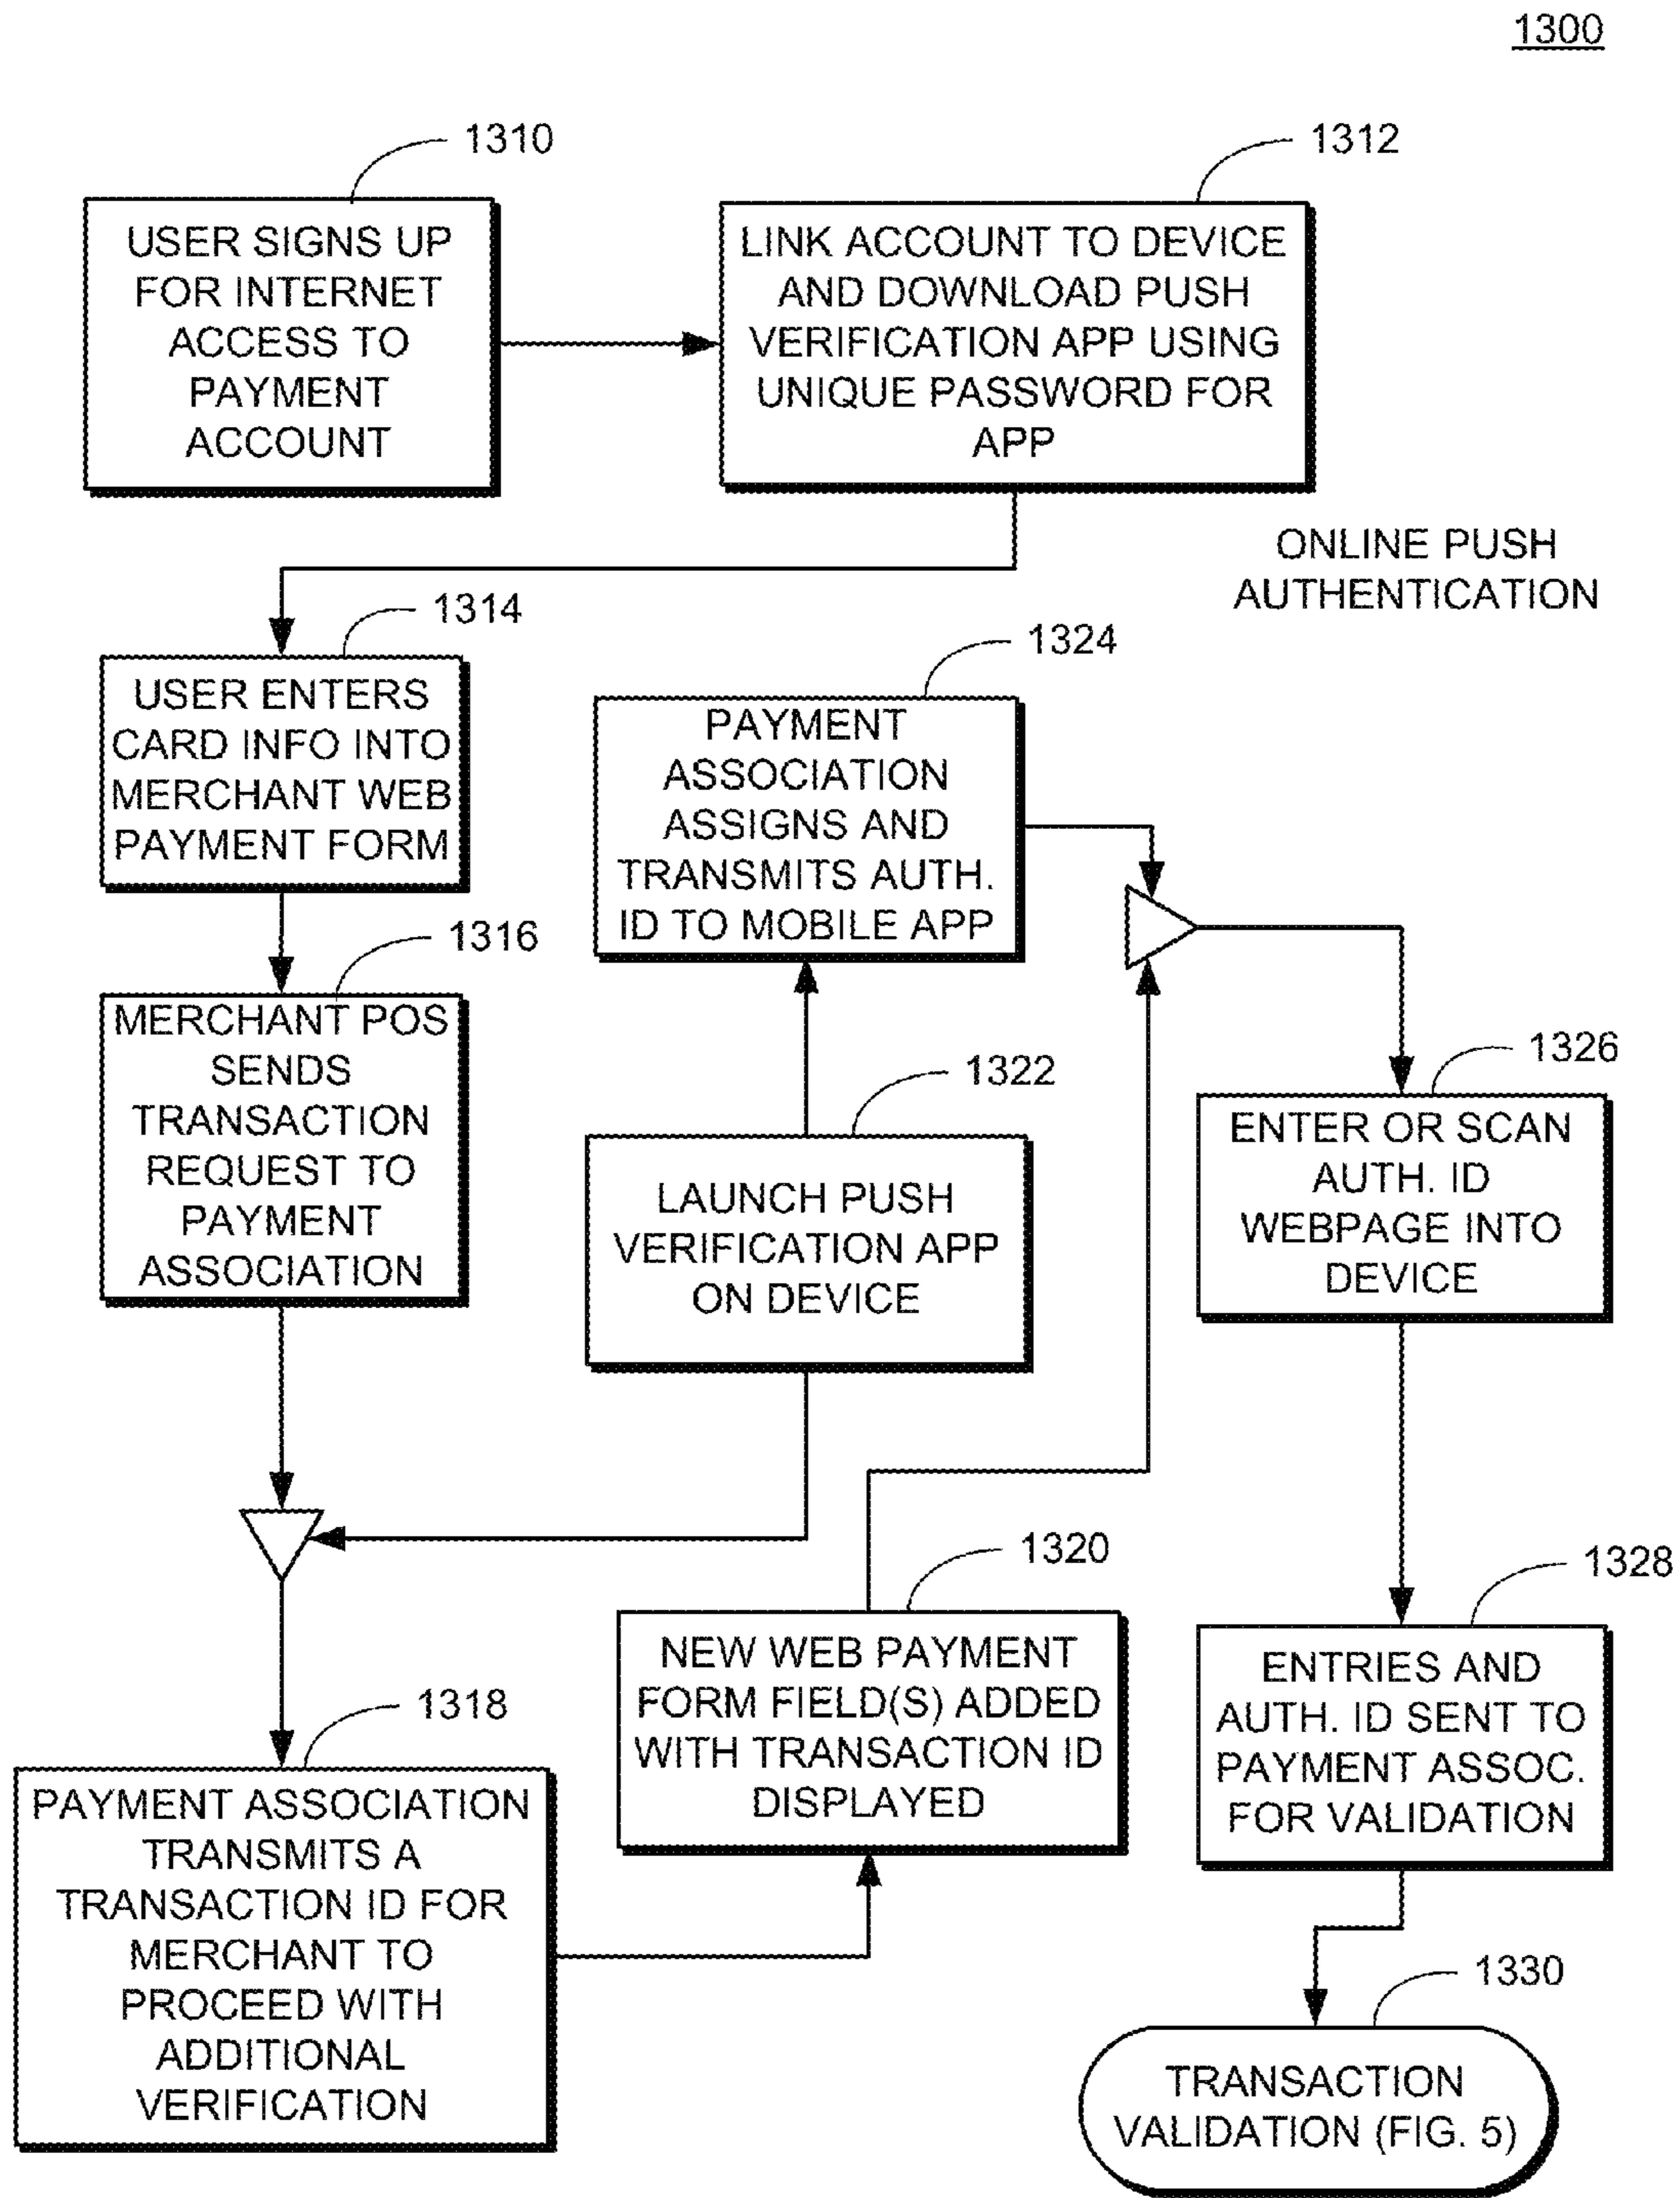 1300
1310
USER SIGNS UP
FOR INTERNET
ACCESS TO
PAYMENT
ACCOUNT
1312
LINK ACCOUNT TO DEVICE
AND DOWNLOAD PUSH
VERIFICATION APP USING
UNIQUE PASSWORD FOR
APP
ONLINE PUSH
AUTHENTICATION
1314
USER ENTERS
CARD INFO INTO
MERCHANT WEB
PAYMENT FORM
1316
MERCHANT POS
SENDS
TRANSACTION
REQUEST TO
PAYMENT
ASSOCIATION
1318
PAYMENT ASSOCIATION
TRANSMITS A
TRANSACTION ID FOR
MERCHANT TO
PROCEED WITH
ADDITIONAL
VERIFICATION
1320
NEW WEB PAYMENT
FORM FIELD(S) ADDED
WITH TRANSACTION ID
DISPLAYED
1322
LAUNCH PUSH
VERIFICATION APP
ON DEVICE
1324
PAYMENT
ASSOCIATION
ASSIGNS AND
TRANSMITS AUTH.
ID TO MOBILE APP
1326
ENTER OR SCAN
AUTH. ID
WEBPAGE INTO
DEVICE
1328
ENTRIES AND
AUTH. ID SENT TO
PAYMENT ASSOC.
FOR VALIDATION
1330
TRANSACTION
VALIDATION (FIG. 5)